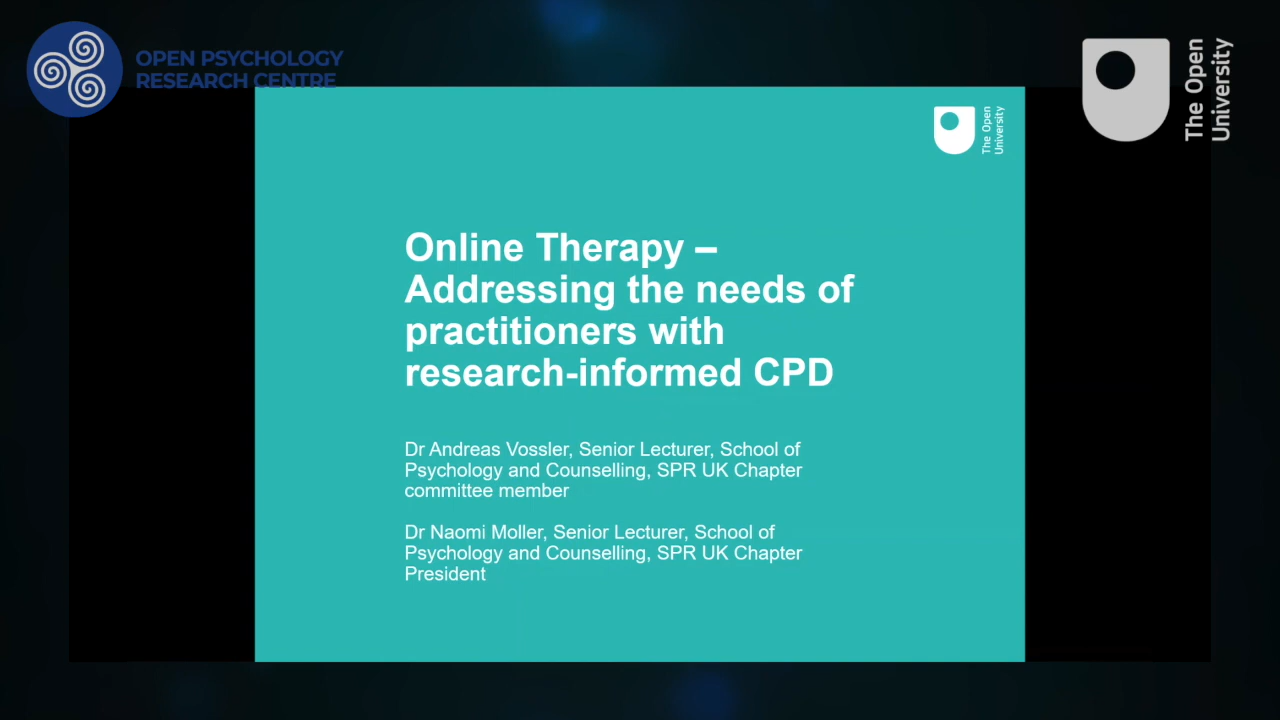 OPEN PSYCHOLOGY
RESEARCH CENTRE
The Open
University
The Open
University
Online Therapy –
Addressing the needs of
practitioners with
research-informed CPD
Dr Andreas Vossler, Senior Lecturer, School of
Psychology and Counselling, SPR UK Chapter
committee member
Dr Naomi Moller, Senior Lecturer, School of
Psychology and Counselling, SPR UK Chapter
President